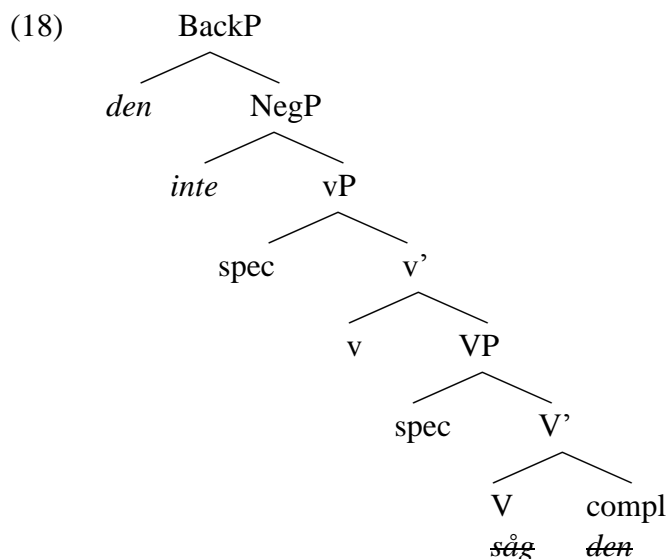 (18) BackP
den NegP
inte vP
spec v’
v VP
spec V’
V compl
såg den